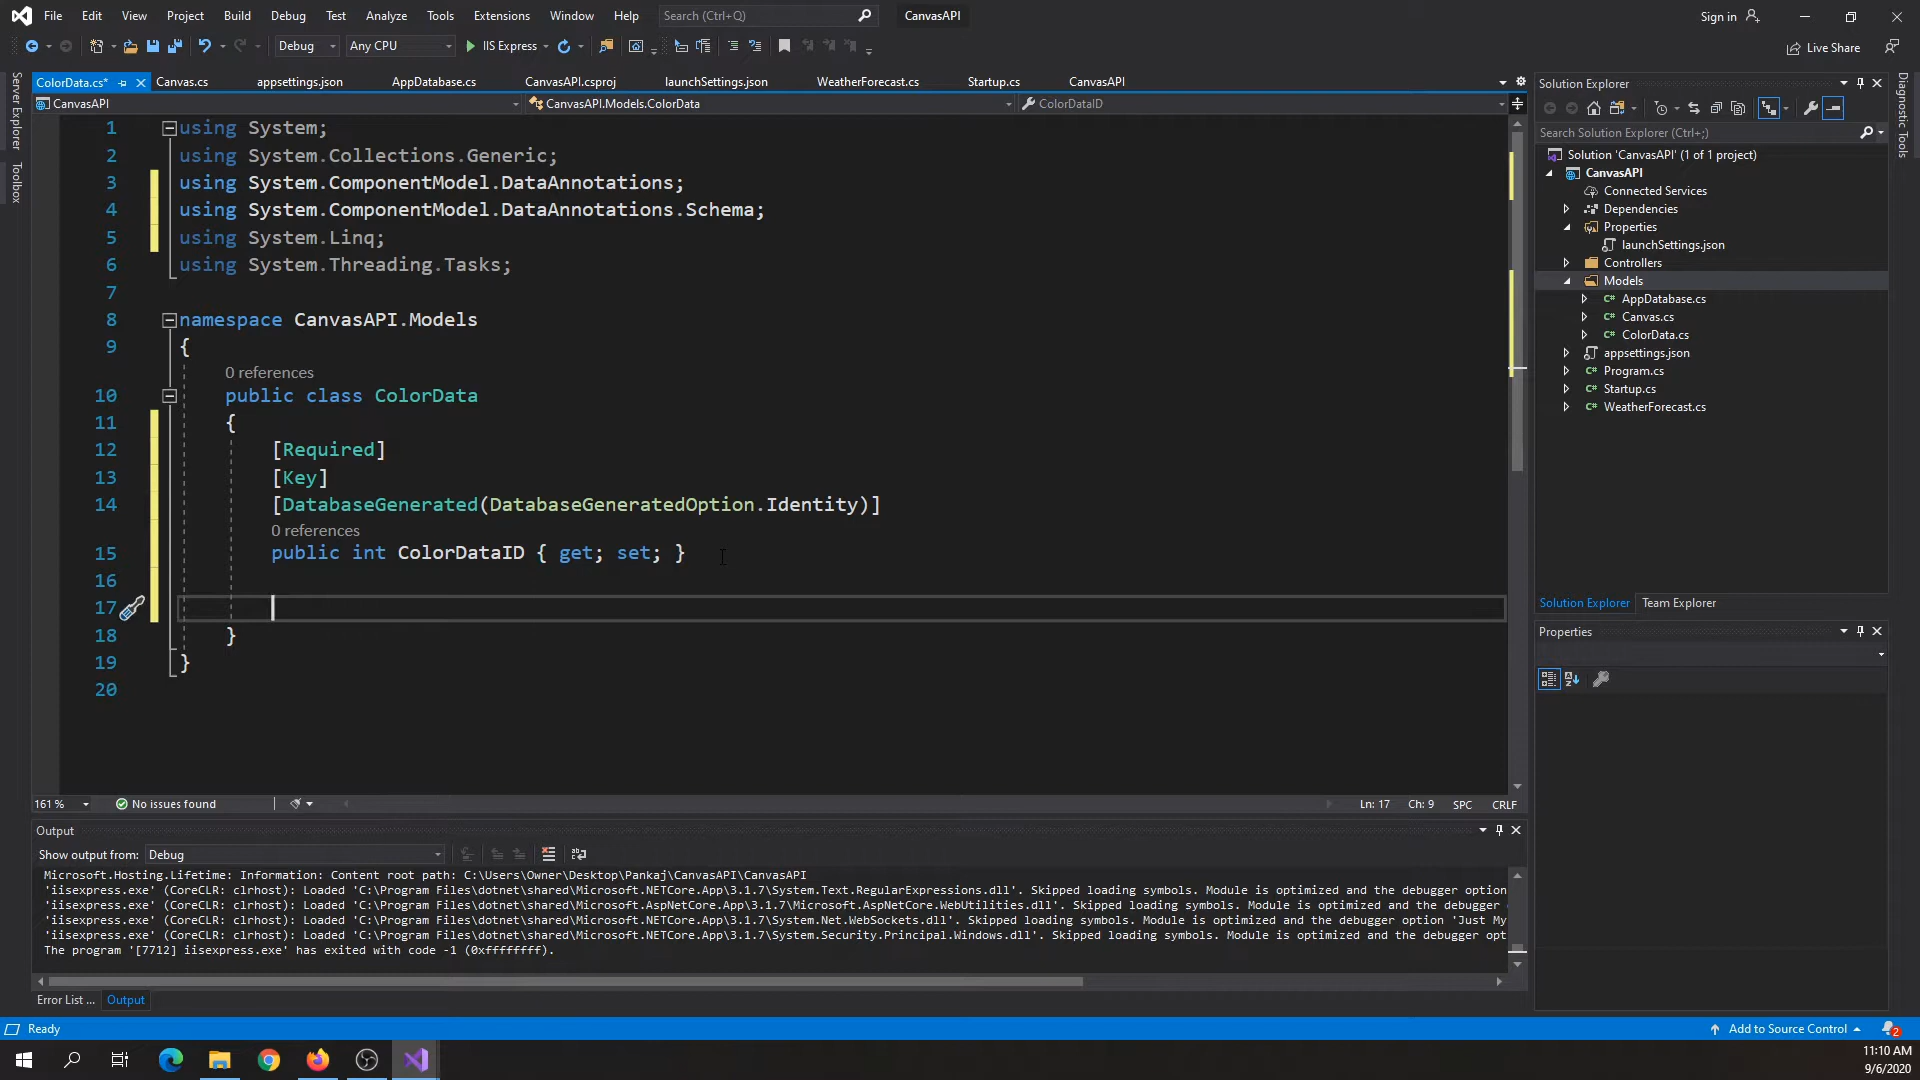 File Edit View Project Build Debug Test Analyze Tools Extensions Window Help Search (Ctrl+Q) CanvasAPI Sign in
Debug Any CPU IIS Express Live Share
Server Explorer
Toolbox
ColorData.cs* Canvas.cs appsettings.json AppDatabase.cs CanvasAPI.csproj launchSettings.json WeatherForecast.cs Startup.cs CanvasAPI
CanvasAPI CanvasAPI.Models.ColorData ColorDataID
1 using System;
2 using System.Collections.Generic;
3 using System.ComponentModel.DataAnnotations;
4 using System.ComponentModel.DataAnnotations.Schema;
5 using System.Linq;
6 using System.Threading.Tasks;
7
8 namespace CanvasAPI.Models
9 {
0 references
10 public class ColorData
11 {
12 [Required]
13 [Key]
14 [DatabaseGenerated(DatabaseGeneratedOption.Identity)]
0 references
15 public int ColorDataID { get; set; }
16
17
18 }
19 }
20
161 % No issues found Ln: 17 Ch: 9 SPC CRLF
Output
Show output from: Debug
Microsoft.Hosting.Lifetime: Information: Content root path: C:\Users\Owner\Desktop\Pankaj\CanvasAPI\CanvasAPI
'iisexpress.exe' (CoreCLR: clrhost): Loaded 'C:\Program Files\dotnet\shared\Microsoft.NETCore.App\3.1.7\System.Text.RegularExpressions.dll'. Skipped loading symbols. Module is optimized and the debugger option
'iisexpress.exe' (CoreCLR: clrhost): Loaded 'C:\Program Files\dotnet\shared\Microsoft.AspNetCore.App\3.1.7\Microsoft.AspNetCore.WebUtilities.dll'. Skipped loading symbols. Module is optimized and the debugger
'iisexpress.exe' (CoreCLR: clrhost): Loaded 'C:\Program Files\dotnet\shared\Microsoft.NETCore.App\3.1.7\System.Net.WebSockets.dll'. Skipped loading symbols. Module is optimized and the debugger option 'Just My
'iisexpress.exe' (CoreCLR: clrhost): Loaded 'C:\Program Files\dotnet\shared\Microsoft.NETCore.App\3.1.7\System.Security.Principal.Windows.dll'. Skipped loading symbols. Module is optimized and the debugger opt
The program '[7712] iisexpress.exe' has exited with code -1 (0xffffffff).
Error List ... Output
Solution Explorer
Search Solution Explorer (Ctrl+;)
Solution 'CanvasAPI' (1 of 1 project)
CanvasAPI
Connected Services
Dependencies
Properties
launchSettings.json
Controllers
Models
AppDatabase.cs
Canvas.cs
ColorData.cs
appsettings.json
Program.cs
Startup.cs
WeatherForecast.cs
Solution Explorer Team Explorer
Properties
Diagnostic Tools
Ready Add to Source Control 2
11:10 AM
9/6/2020